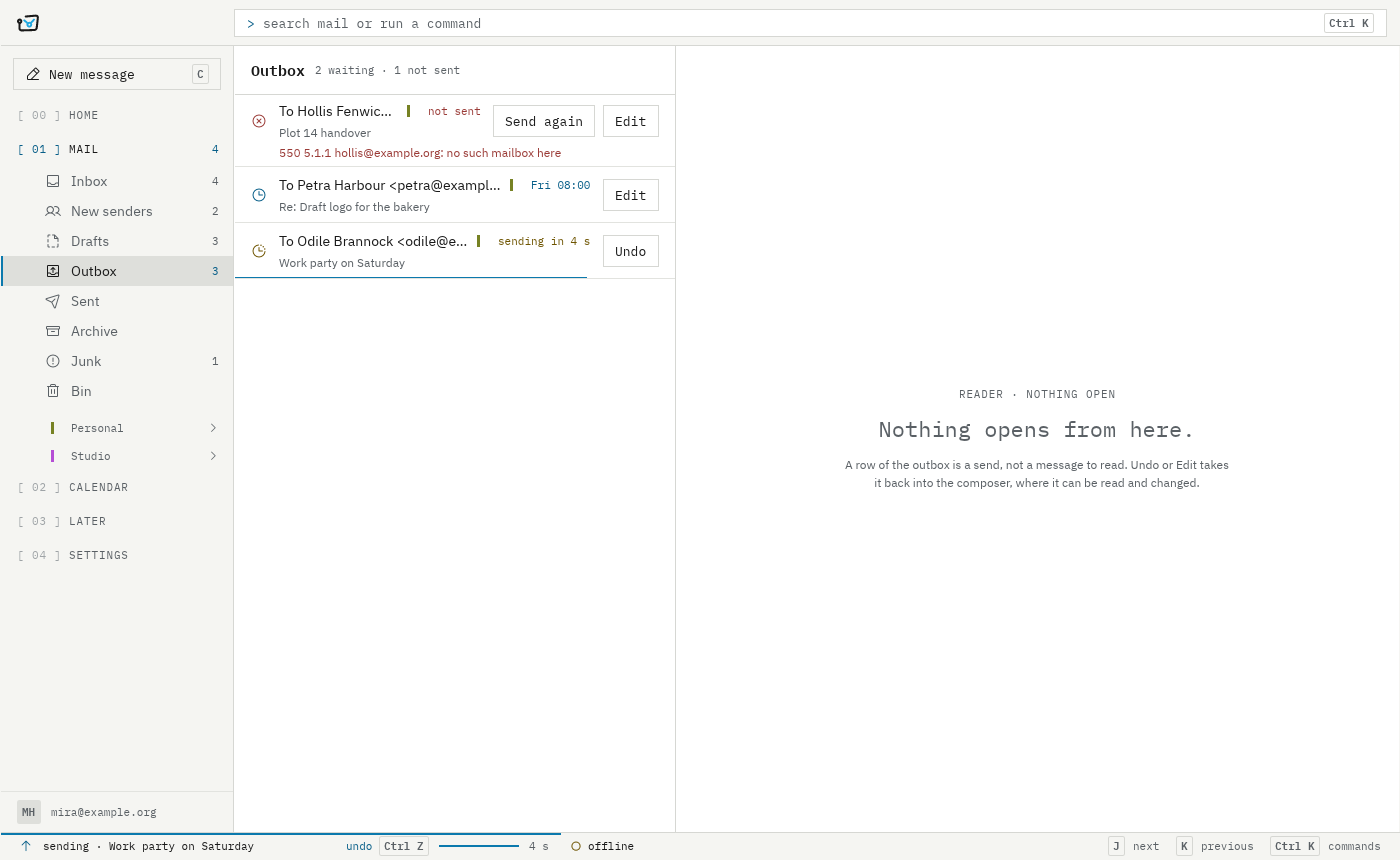 > search mail or run a command Ctrl K
New message C
[ 00 ] HOME
[ 01 ] MAIL 4
Inbox 4
New senders 2
Drafts 3
Outbox 3
Sent
Archive
Junk 1
Bin
Personal
Studio
[ 02 ] CALENDAR
[ 03 ] LATER
[ 04 ] SETTINGS
MH mira@example.org
Outbox 2 waiting · 1 not sent
To Hollis Fenwic... not sent Send again Edit
Plot 14 handover
550 5.1.1 hollis@example.org: no such mailbox here
To Petra Harbour <petra@exampl... Fri 08:00 Edit
Re: Draft logo for the bakery
To Odile Brannock <odile@e... sending in 4 s Undo
Work party on Saturday
READER · NOTHING OPEN
Nothing opens from here.
A row of the outbox is a send, not a message to read. Undo or Edit takes
it back into the composer, where it can be read and changed.
sending · Work party on Saturday undo Ctrl Z 4 s offline J next K previous Ctrl K commands